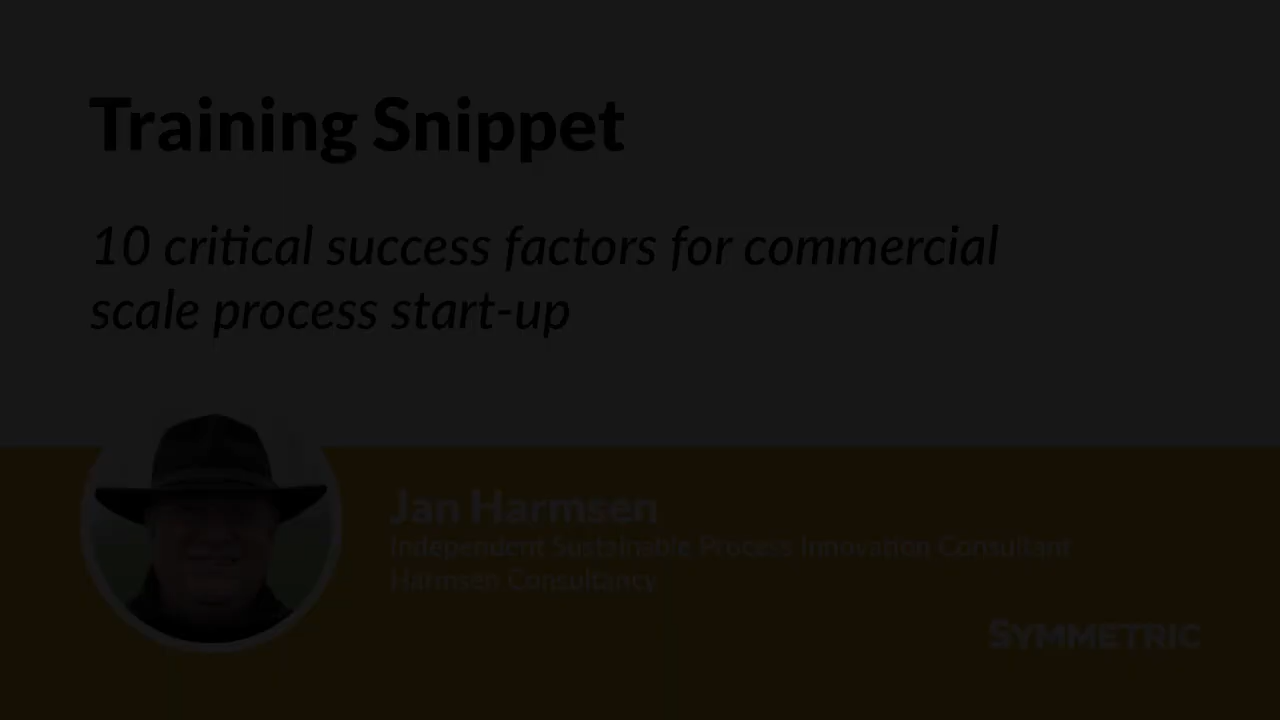 Training Snippet
10 critical success factors for commercial
scale process start-up
Jan Harmsen
Independent Sustainable Process Innovation Consultant
Harmsen Consultancy
SYMMETRIC